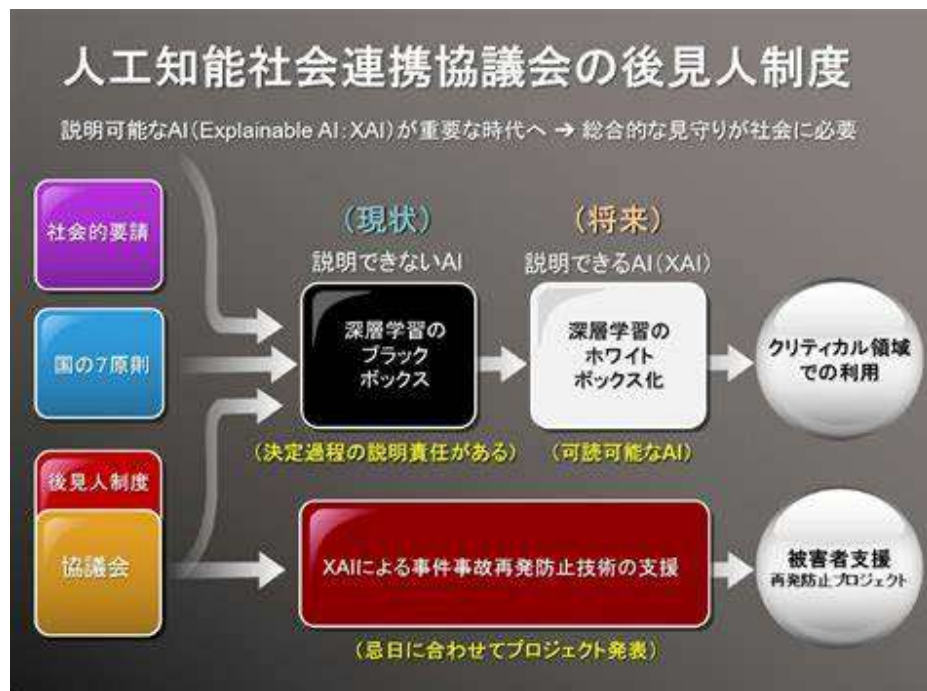 人工知能社会連携協議会の後見人制度
説明可能なAI（Explainable AI：XAI）が重要な時代へ ➔ 総合的な見守りが社会に必要
社会的要請
国の7原則
後見人制度
協議会
（現状）
説明できないAI
深層学習の
ブラック
ボックス
（決定過程の説明責任がある）
（将来）
説明できるAI（XAI）
深層学習の
ホワイト
ボックス化
（可読可能なAI）
クリティカル領域
での利用
XAIによる事件事故再発防止技術の支援
（忌日に合わせてプロジェクト発表）
被害者支援
再発防止プロジェクト